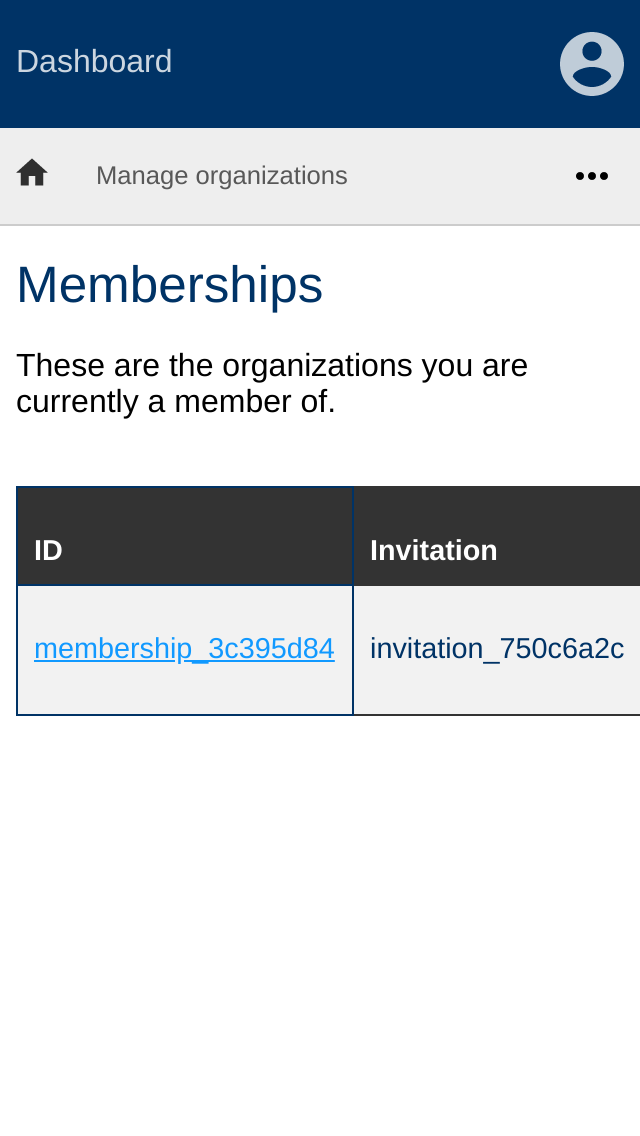 Dashboard
Manage organizations
Memberships
These are the organizations you are
currently a member of.
ID Invitation
membership_3c395d84 invitation_750c6a2c